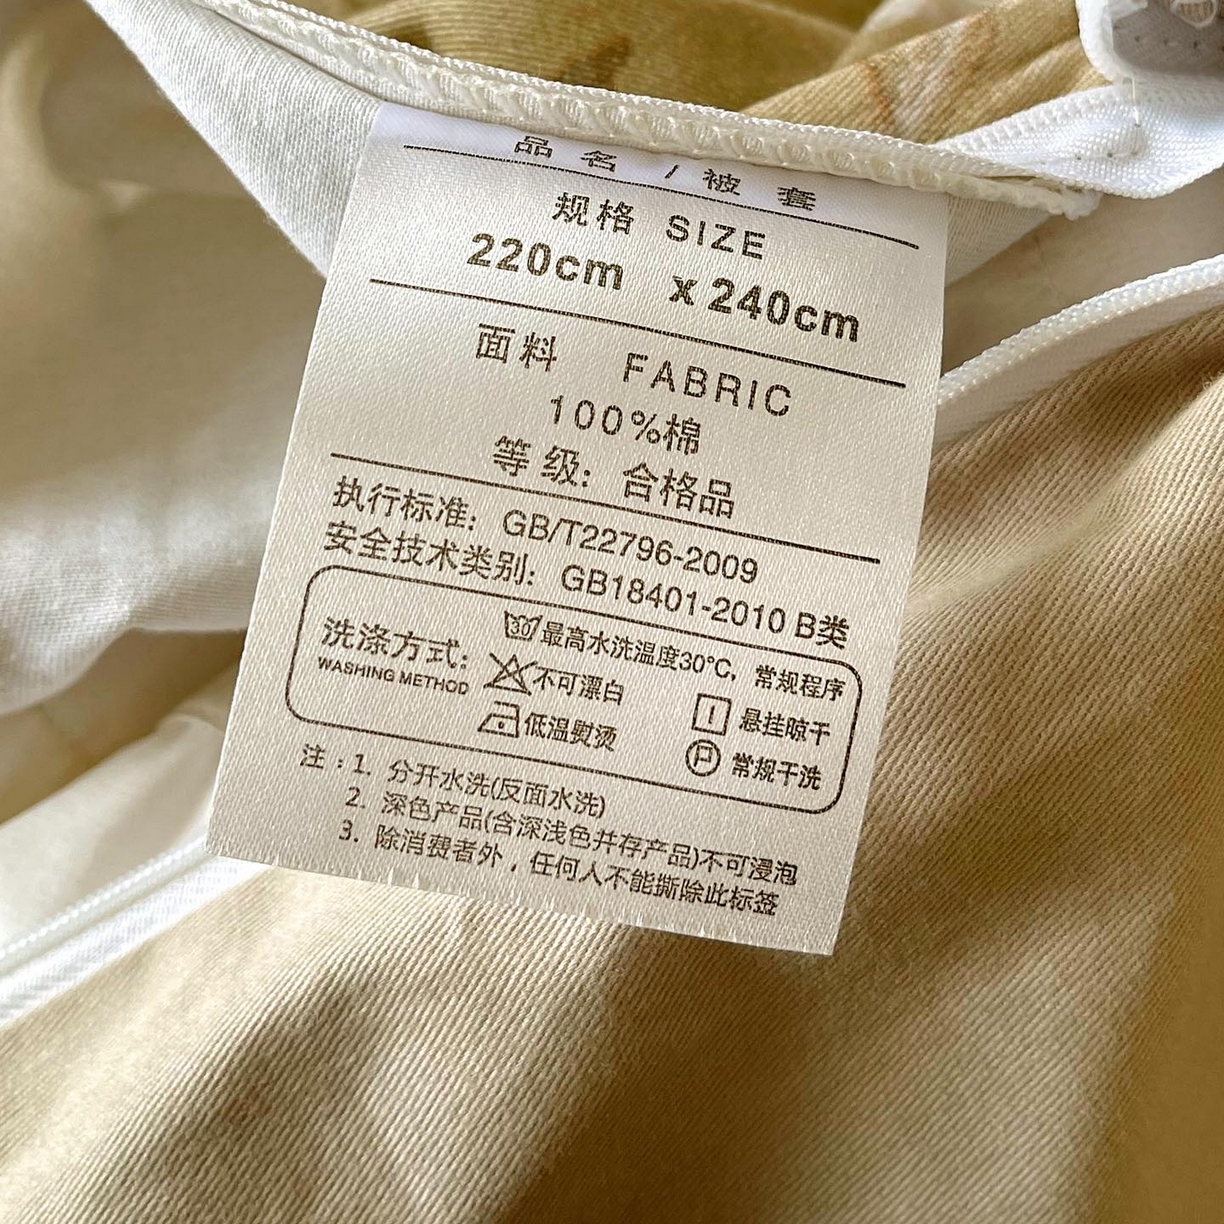 品名/被套
规格 SIZE
220cm x240cm
面料 FABRIC
100%棉
等级: 合格品
执行标准: GB/T22796-2009
安全技术类别: GB18401-2010 B类
洗涤方式:
WASHING METHOD
30 最高水洗温度30℃, 常规程序
不可漂白
悬挂晾干
低温熨烫
P 常规干洗
注:1. 分开水洗(反面水洗)
2. 深色产品(含深浅色并存产品)不可浸泡
3. 除消费者外,任何人不能撕除此标签